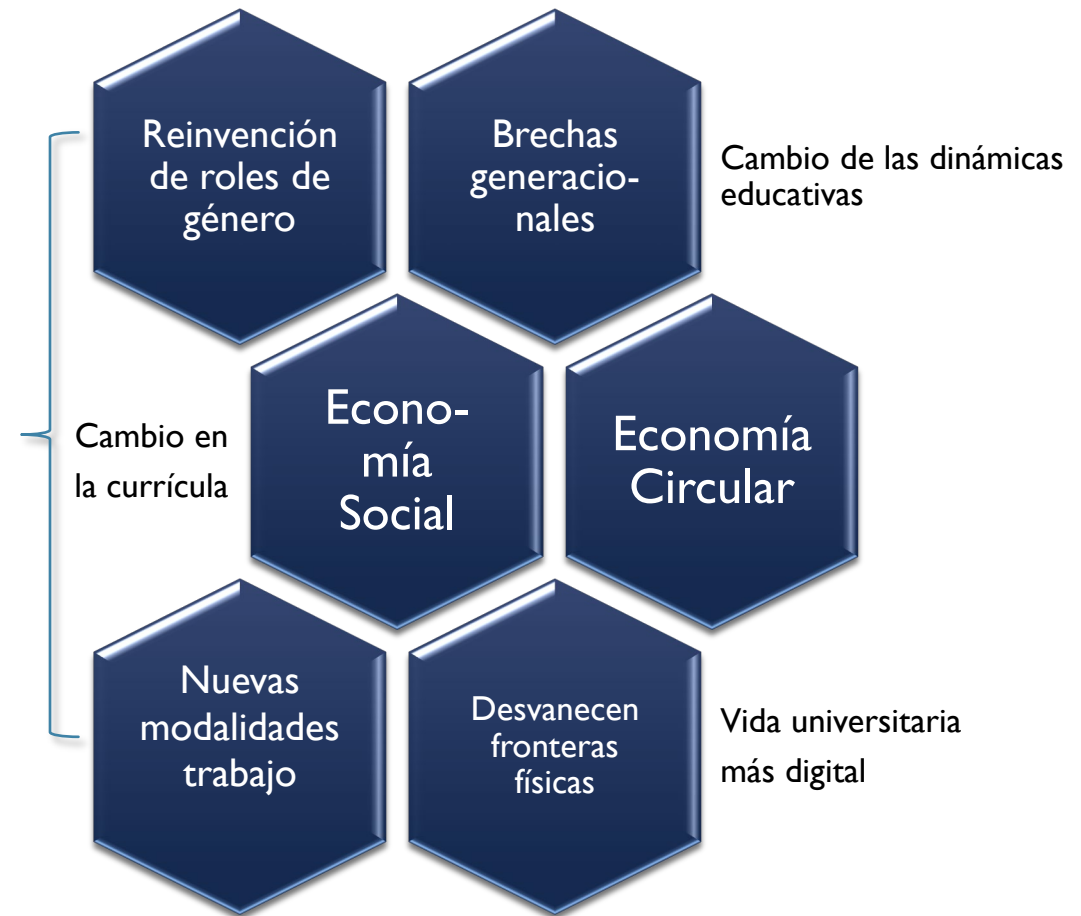 Reinvención
de roles de
género
Brechas
generacio-
nales
Cambio de las dinámicas
educativas
Cambio en
la currícula
Econo-
mía
Social
Economía
Circular
Nuevas
modalidades
trabajo
Desvanecen
fronteras
físicas
Vida universitaria
más digital